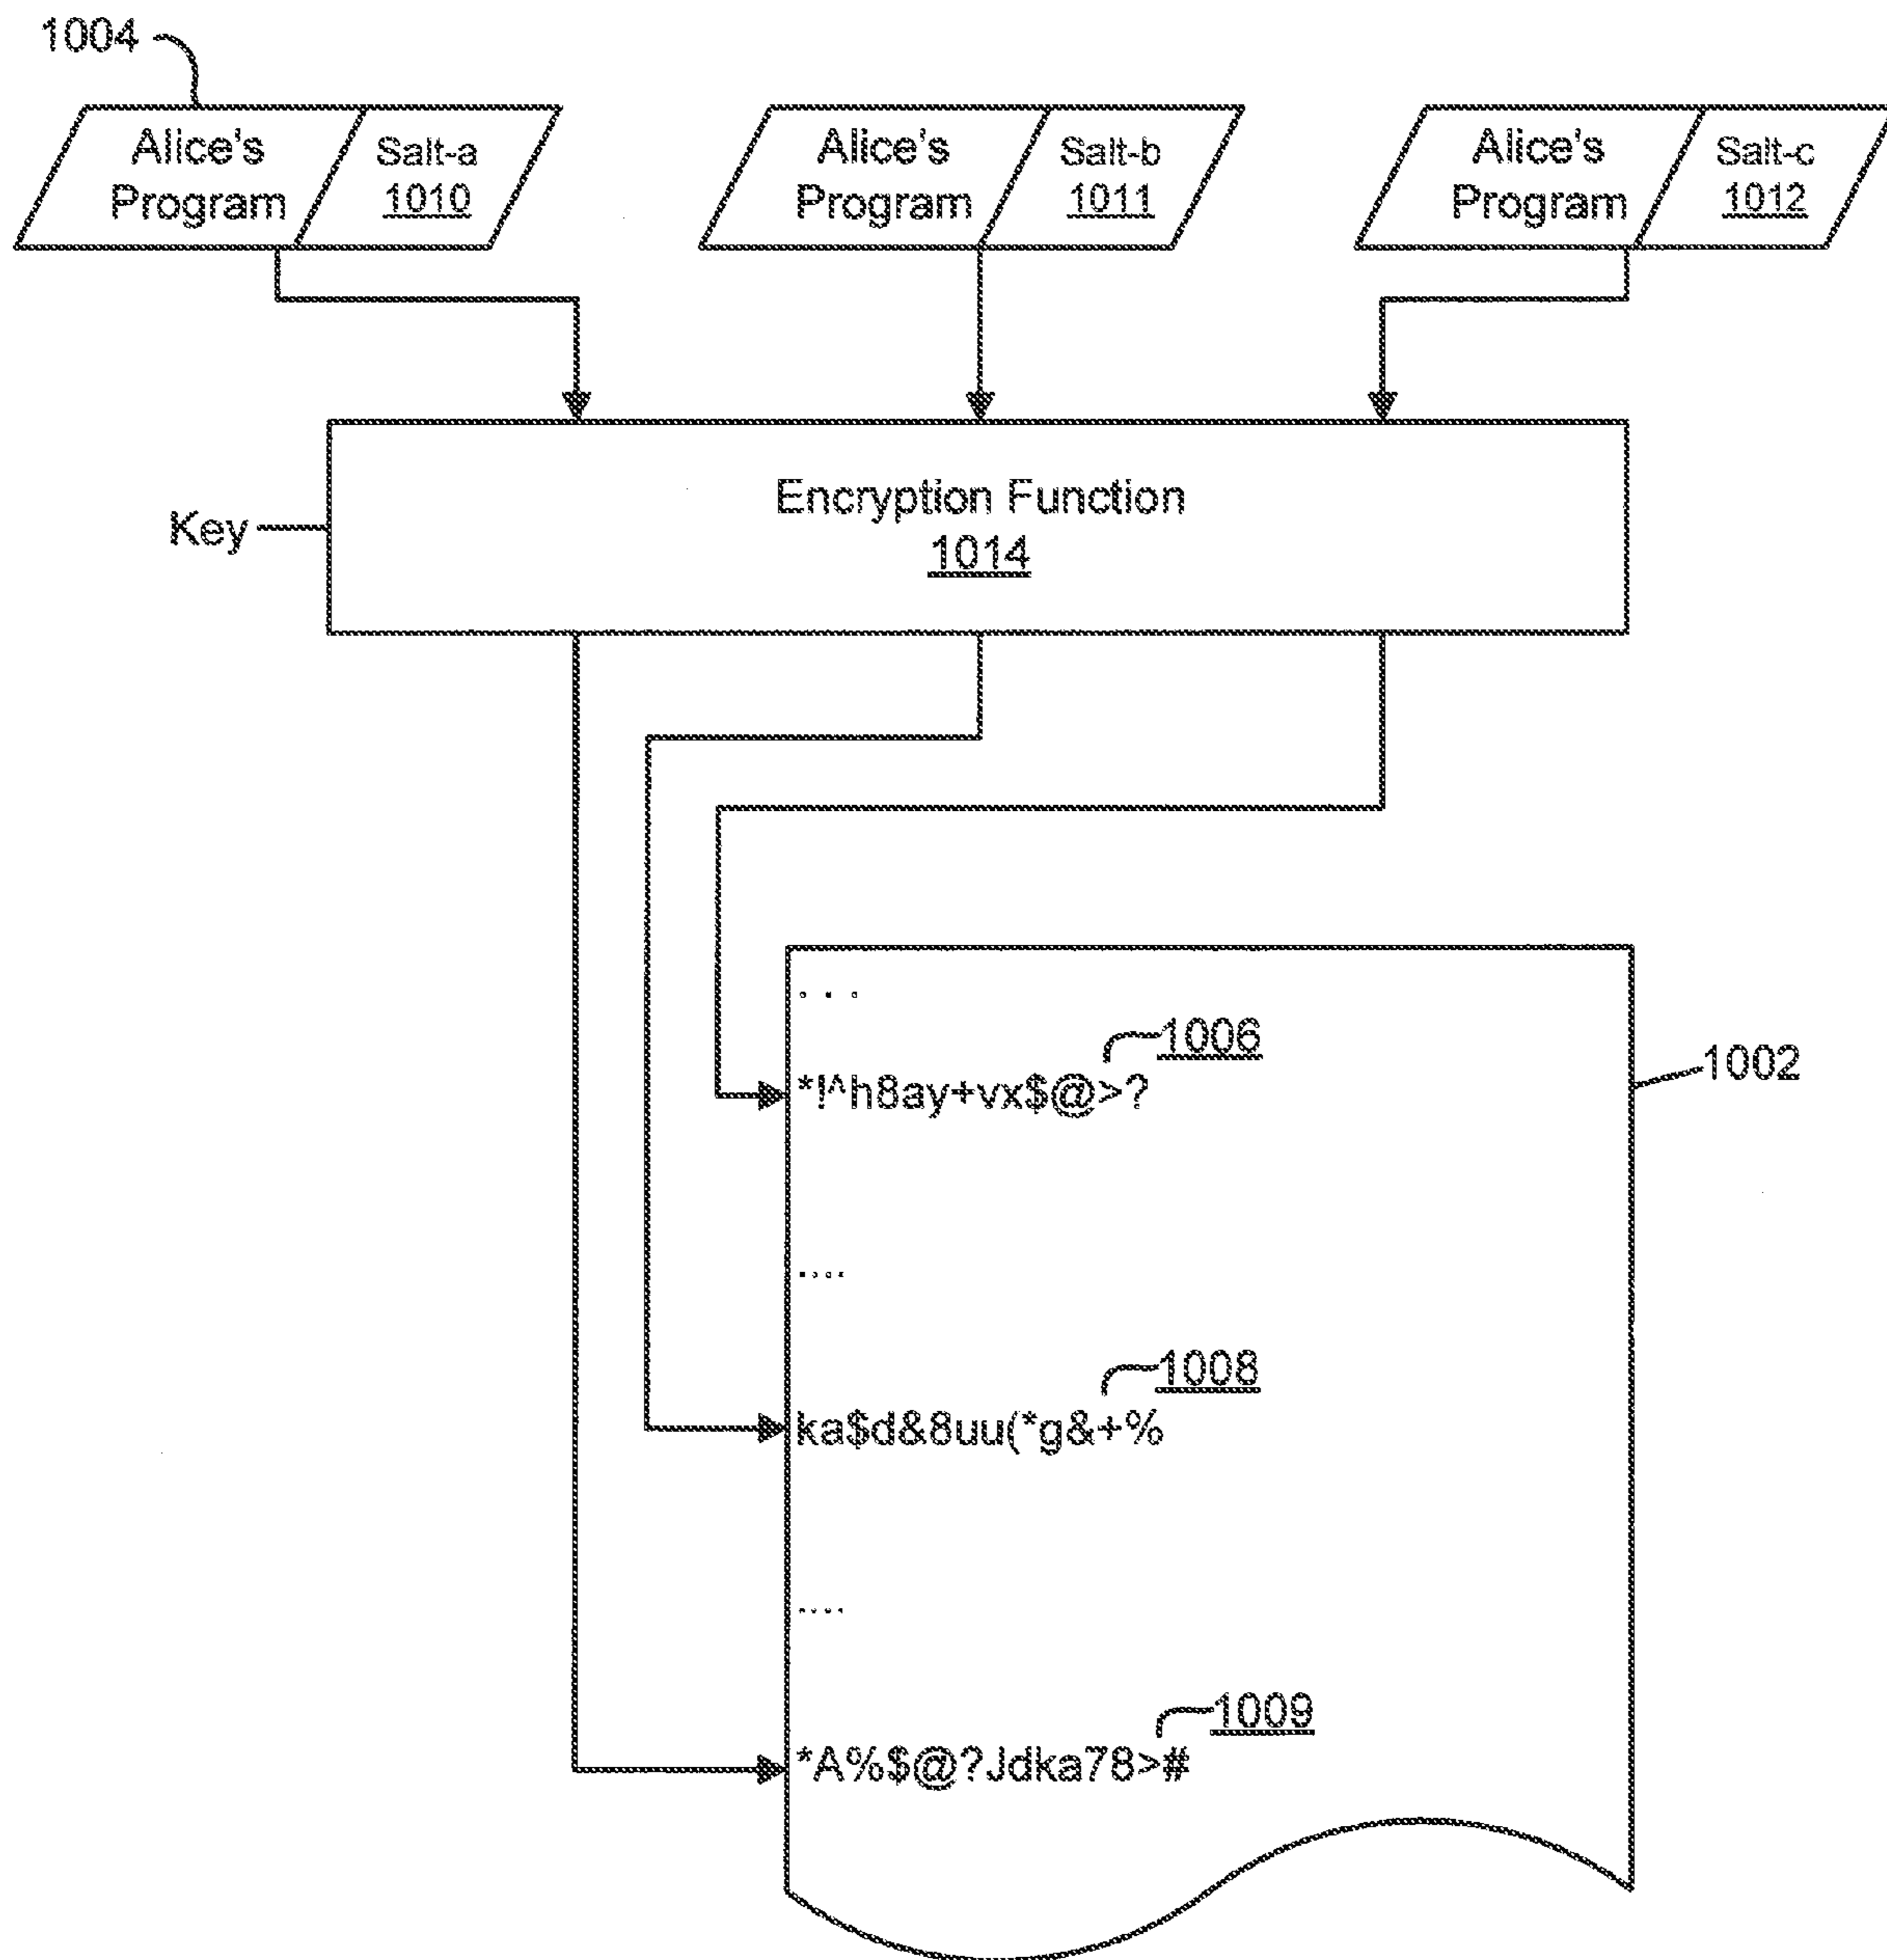 1004
Alice's
Program
Salt-a
1010
Alice's
Program
Salt-b
1011
Alice's
Program
Salt-c
1012
Key
Encryption Function
1014
. . .
1006
*!^h8ay+vx$@>?
1002
....
1008
ka$d&8uu(*g&+%
....
1009
*A%$@?Jdka78>#